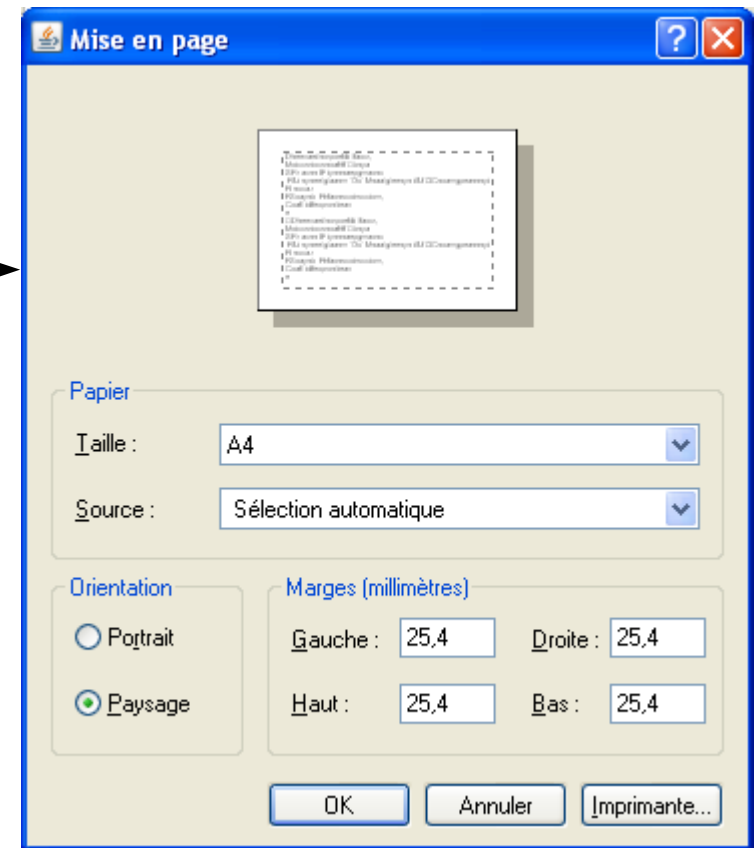 Mise en page
Papier
Taille : A4
Source : Sélection automatique
Orientation Marges (millimètres)
Portrait Gauche : 25,4 Droite : 25,4
Paysage Haut : 25,4 Bas : 25,4
OK Annuler Imprimante...